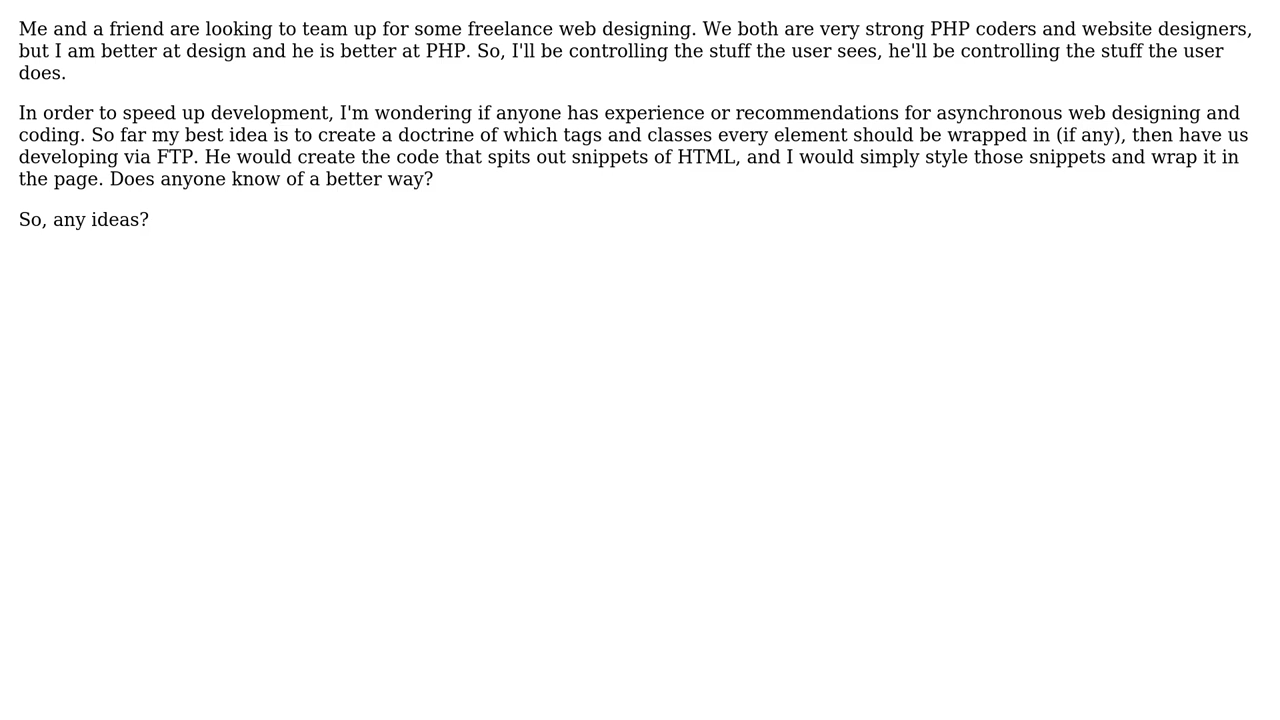 Me and a friend are looking to team up for some freelance web designing. We both are very strong PHP coders and website designers,
but I am better at design and he is better at PHP. So, I'll be controlling the stuff the user sees, he'll be controlling the stuff the user
does.
In order to speed up development, I'm wondering if anyone has experience or recommendations for asynchronous web designing and
coding. So far my best idea is to create a doctrine of which tags and classes every element should be wrapped in (if any), then have us
developing via FTP. He would create the code that spits out snippets of HTML, and I would simply style those snippets and wrap it in
the page. Does anyone know of a better way?
So, any ideas?